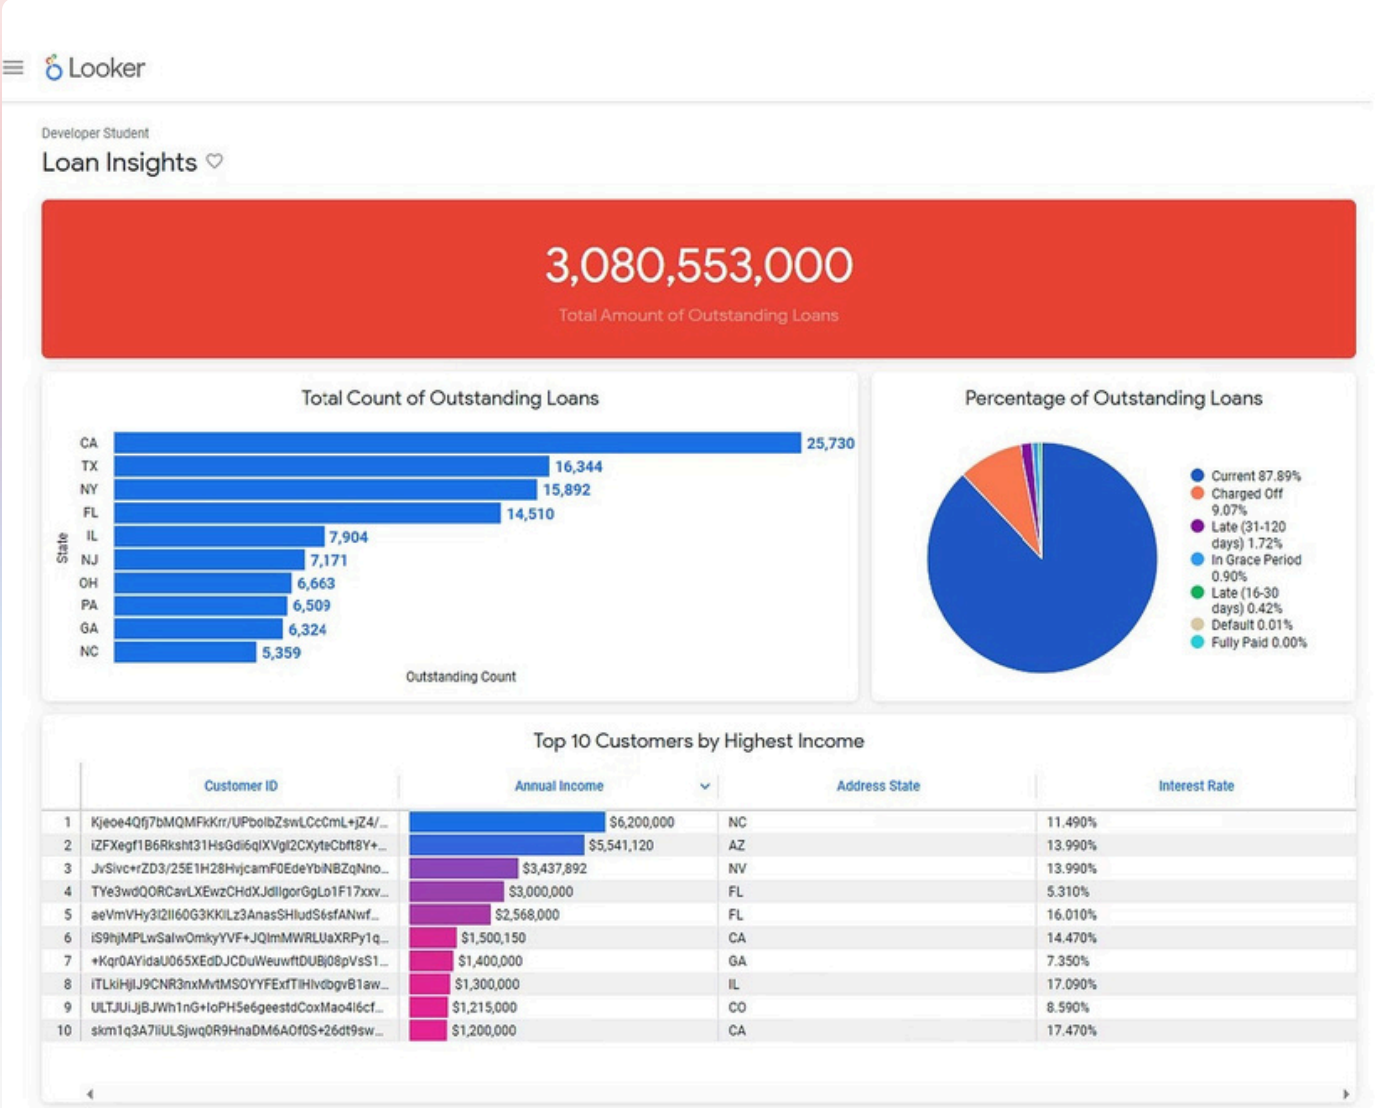 Looker
Developer Student
Loan Insights
3,080,553,000
Total Amount of Outstanding Loans
Total Count of Outstanding Loans
State
CA 25,730
TX 16,344
NY 15,892
FL 14,510
IL 7,904
NJ 7,171
OH 6,663
PA 6,509
GA 6,324
NC 5,359
Outstanding Count
Percentage of Outstanding Loans
Current 87.89%
Charged Off
9.07%
Late (31-120
days) 1.72%
In Grace Period
0.90%
Late (16-30
days) 0.42%
Default 0.01%
Fully Paid 0.00%
Top 10 Customers by Highest Income
Customer ID Annual Income Address State Interest Rate
1 $6,200,000 NC 11.490%
2 $5,541,120 AZ 13.990%
3 $3,437,892 NV 13.990%
4 $3,000,000 FL 5.310%
5 $2,568,000 FL 16.010%
6 $1,500,150 CA 14.470%
7 $1,400,000 GA 7.350%
8 $1,300,000 IL 17.090%
9 $1,215,000 CO 8.590%
10 $1,200,000 CA 17.470%